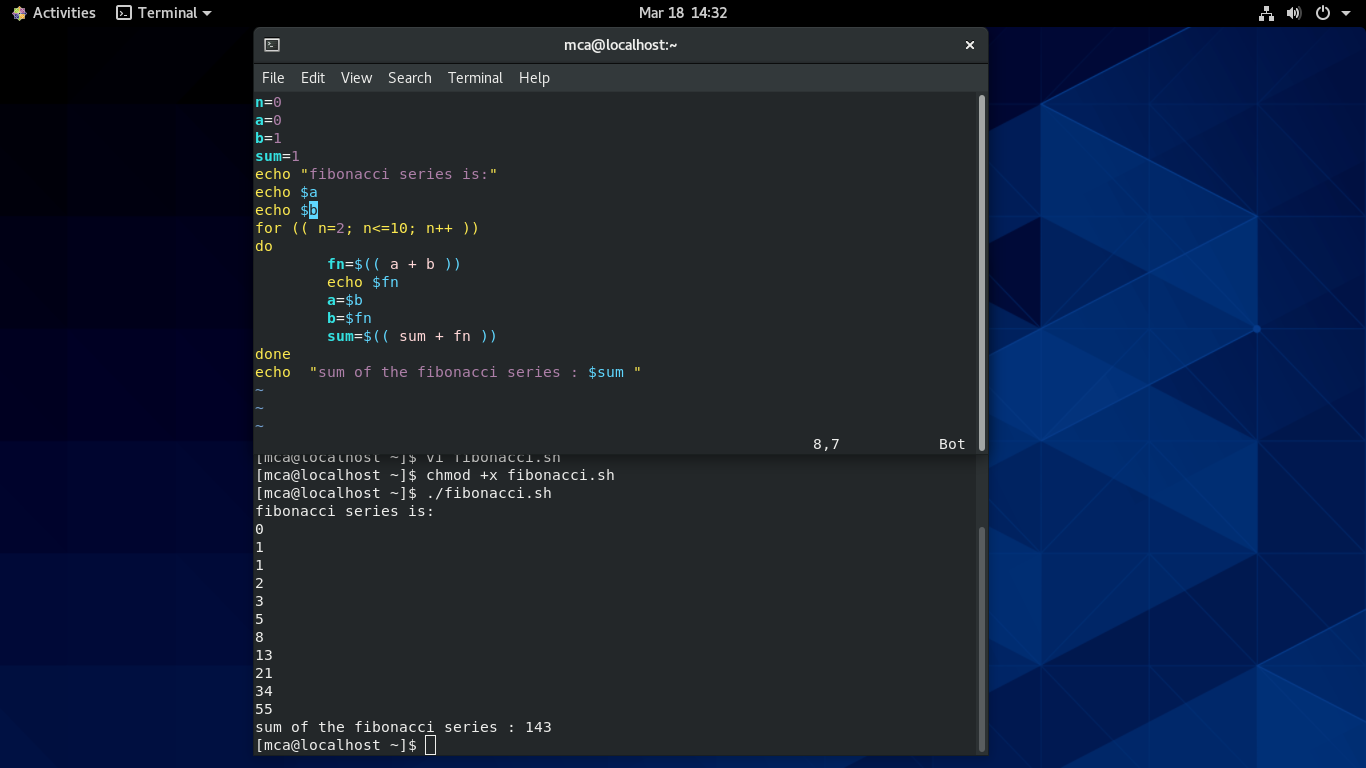 Activities Terminal Mar 18 14:32
mca@localhost:~
File Edit View Search Terminal Help
n=0
a=0
b=1
sum=1
echo "fibonacci series is:"
echo $a
echo $b
for (( n=2; n<=10; n++ ))
do
        fn=$(( a + b ))
        echo $fn
        a=$b
        b=$fn
        sum=$(( sum + fn ))
done
echo  "sum of the fibonacci series : $sum "
~
~
~
8,7 Bot
[mca@localhost ~]$ vi fibonacci.sh
[mca@localhost ~]$ chmod +x fibonacci.sh
[mca@localhost ~]$ ./fibonacci.sh
fibonacci series is:
0
1
1
2
3
5
8
13
21
34
55
sum of the fibonacci series : 143
[mca@localhost ~]$